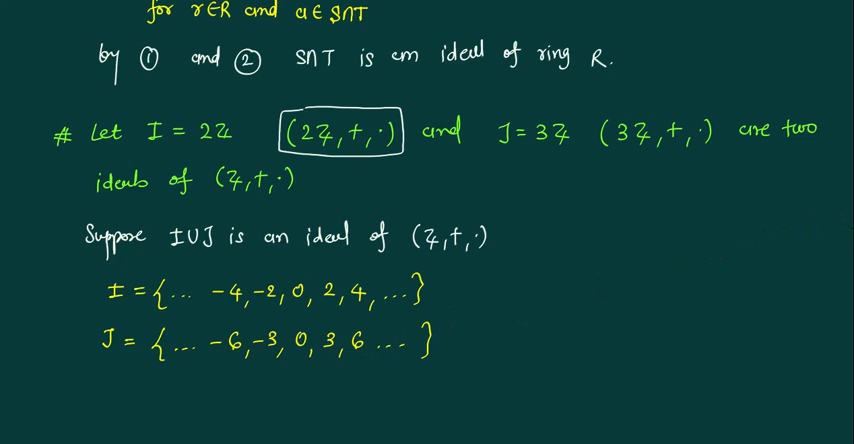 for r∈R and a∈S∩T
by ① and ② S∩T is an ideal of ring R.
# Let I = 2ℤ (2ℤ,+,·) and J = 3ℤ (3ℤ,+,·) are two
ideals of (ℤ,+,·)
Suppose I∪J is an ideal of (ℤ,+,·)
I = {... -4,-2,0,2,4,...}
J = {... -6,-3,0,3,6 ...}